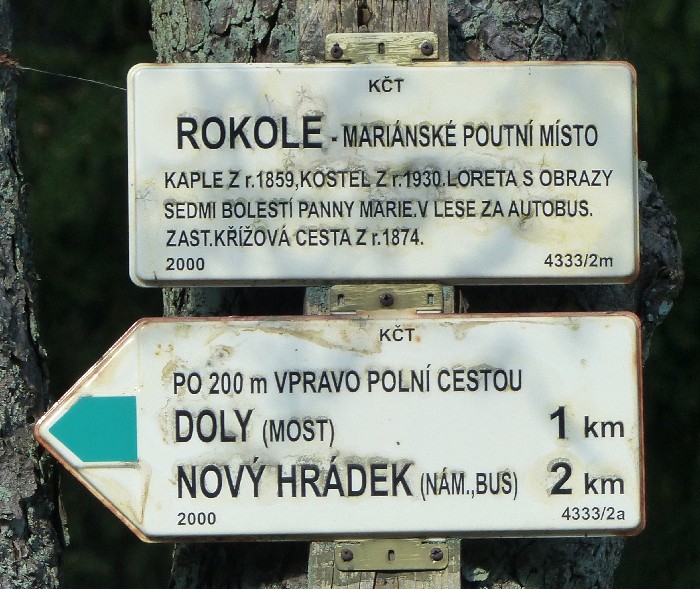 KČT
ROKOLE - MARIÁNSKÉ POUTNÍ MÍSTO
KAPLE Z r.1859,KOSTEL Z r.1930.LORETA S OBRAZY
SEDMI BOLESTÍ PANNY MARIE.V LESE ZA AUTOBUS.
ZAST.KŘÍŽOVÁ CESTA Z r.1874.
2000 4333/2m
KČT
PO 200 m VPRAVO POLNÍ CESTOU
DOLY (MOST) 1 km
NOVÝ HRÁDEK (NÁM.,BUS) 2 km
2000 4333/2a